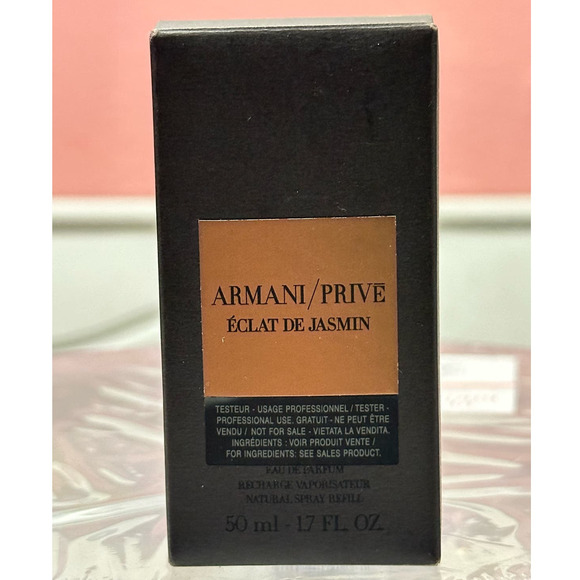 ARMANI/PRIVĒ
ÉCLAT DE JASMIN
TESTEUR - USAGE PROFESSIONNEL / TESTER -
PROFESSIONAL USE. GRATUIT - NE PEUT ÊTRE
VENDU / NOT FOR SALE - VIETATA LA VENDITA.
INGRÉDIENTS : VOIR PRODUIT VENTE /
FOR INGREDIENTS: SEE SALES PRODUCT.
EAU DE PARFUM
RECHARGE VAPORISATEUR
NATURAL SPRAY REFILL
50 ml - 1.7 FL. OZ.